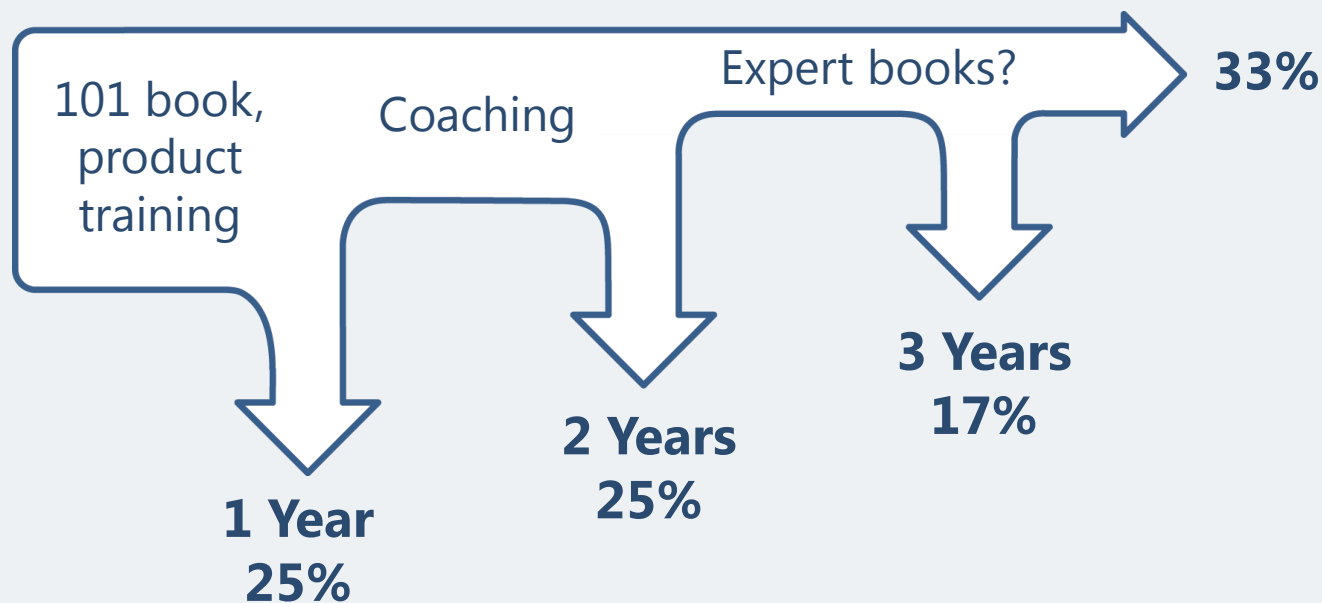 101 book,
product
training
Coaching
Expert books?
33%
1 Year
25%
2 Years
25%
3 Years
17%